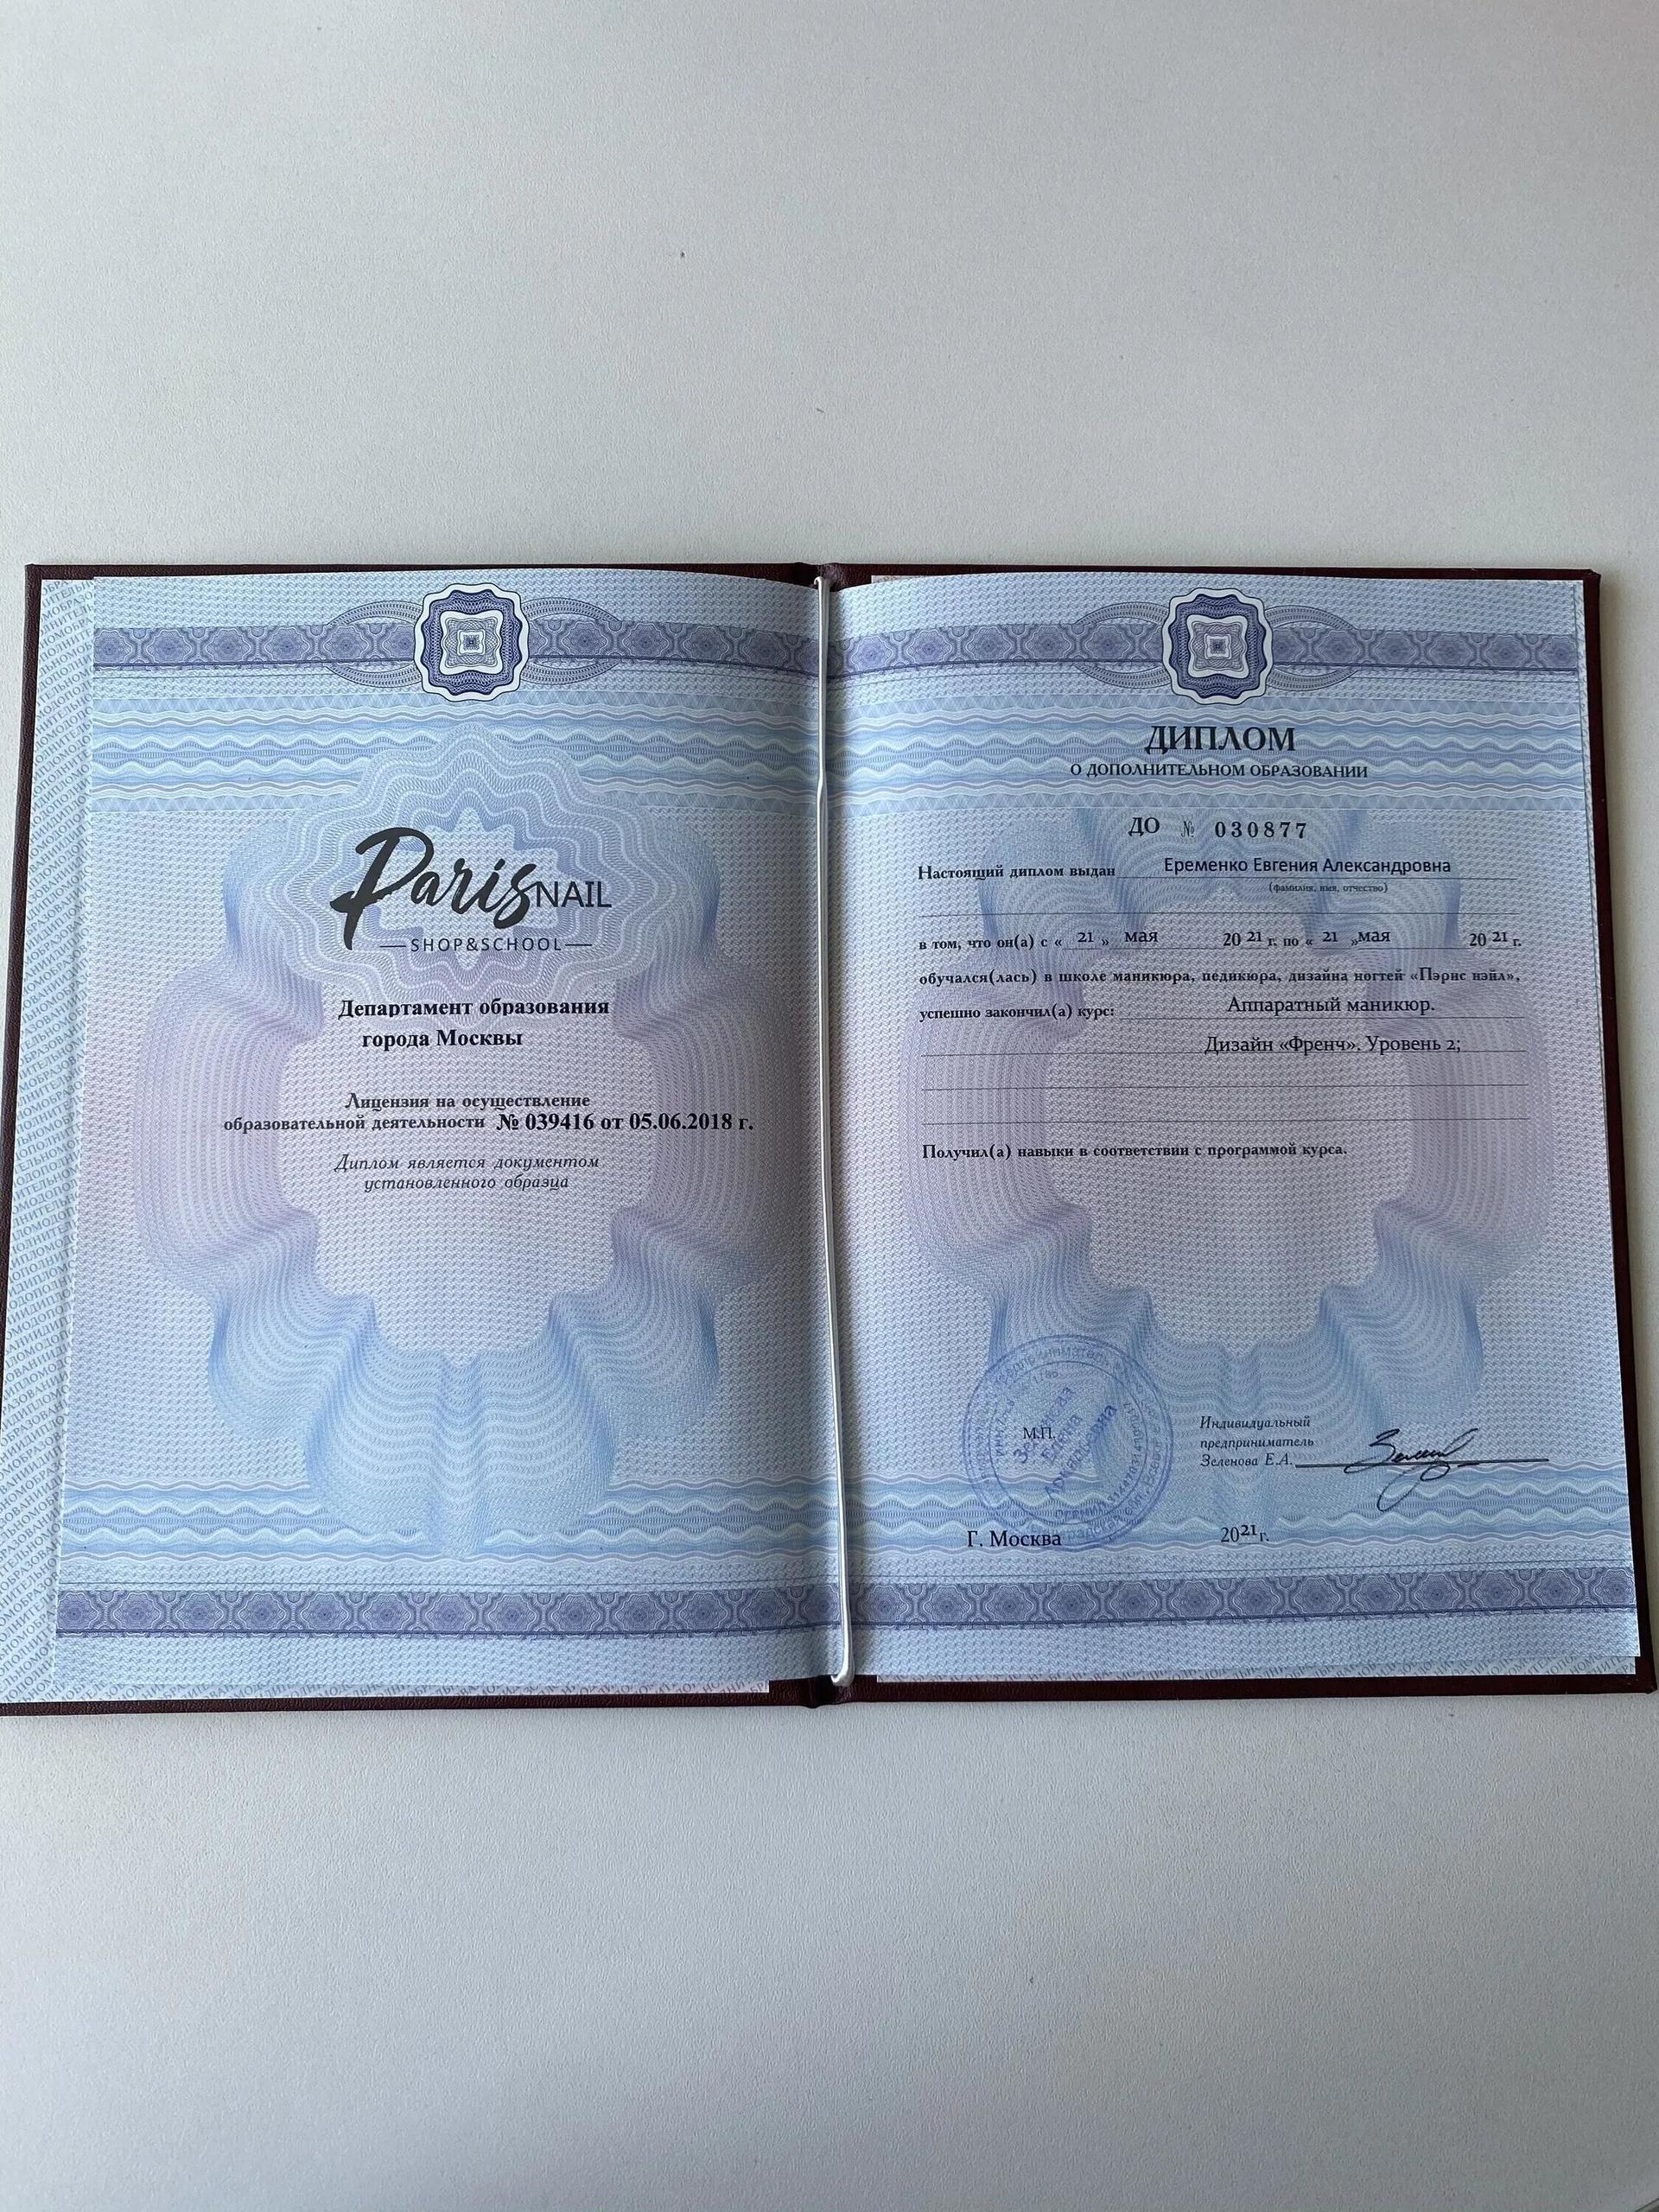 Paris NAIL
SHOP&SCHOOL
Департамент образования
города Москвы
Лицензия на осуществление
образовательной деятельности № 039416 от 05.06.2018 г.
Диплом является документом
установленного образца
ДИПЛОМ
О ДОПОЛНИТЕЛЬНОМ ОБРАЗОВАНИИ
ДО № 030877
Настоящий диплом выдан Еременко Евгения Александровна
(фамилия, имя, отчество)
в том, что он(а) с « 21 » мая 20 21 г. по « 21 » мая 20 21 г.
обучался(лась) в школе маникюра, педикюра, дизайна ногтей «Пэрис нэйл»,
успешно закончил(а) курс: Аппаратный маникюр.
Дизайн «Френч». Уровень 2;
Получил(а) навыки в соответствии с программой курса.
М.П.
Зеленова
Елена
Аркадьевна
Индивидуальный
предприниматель
Зеленова Е.А.
Г. Москва 2021г.